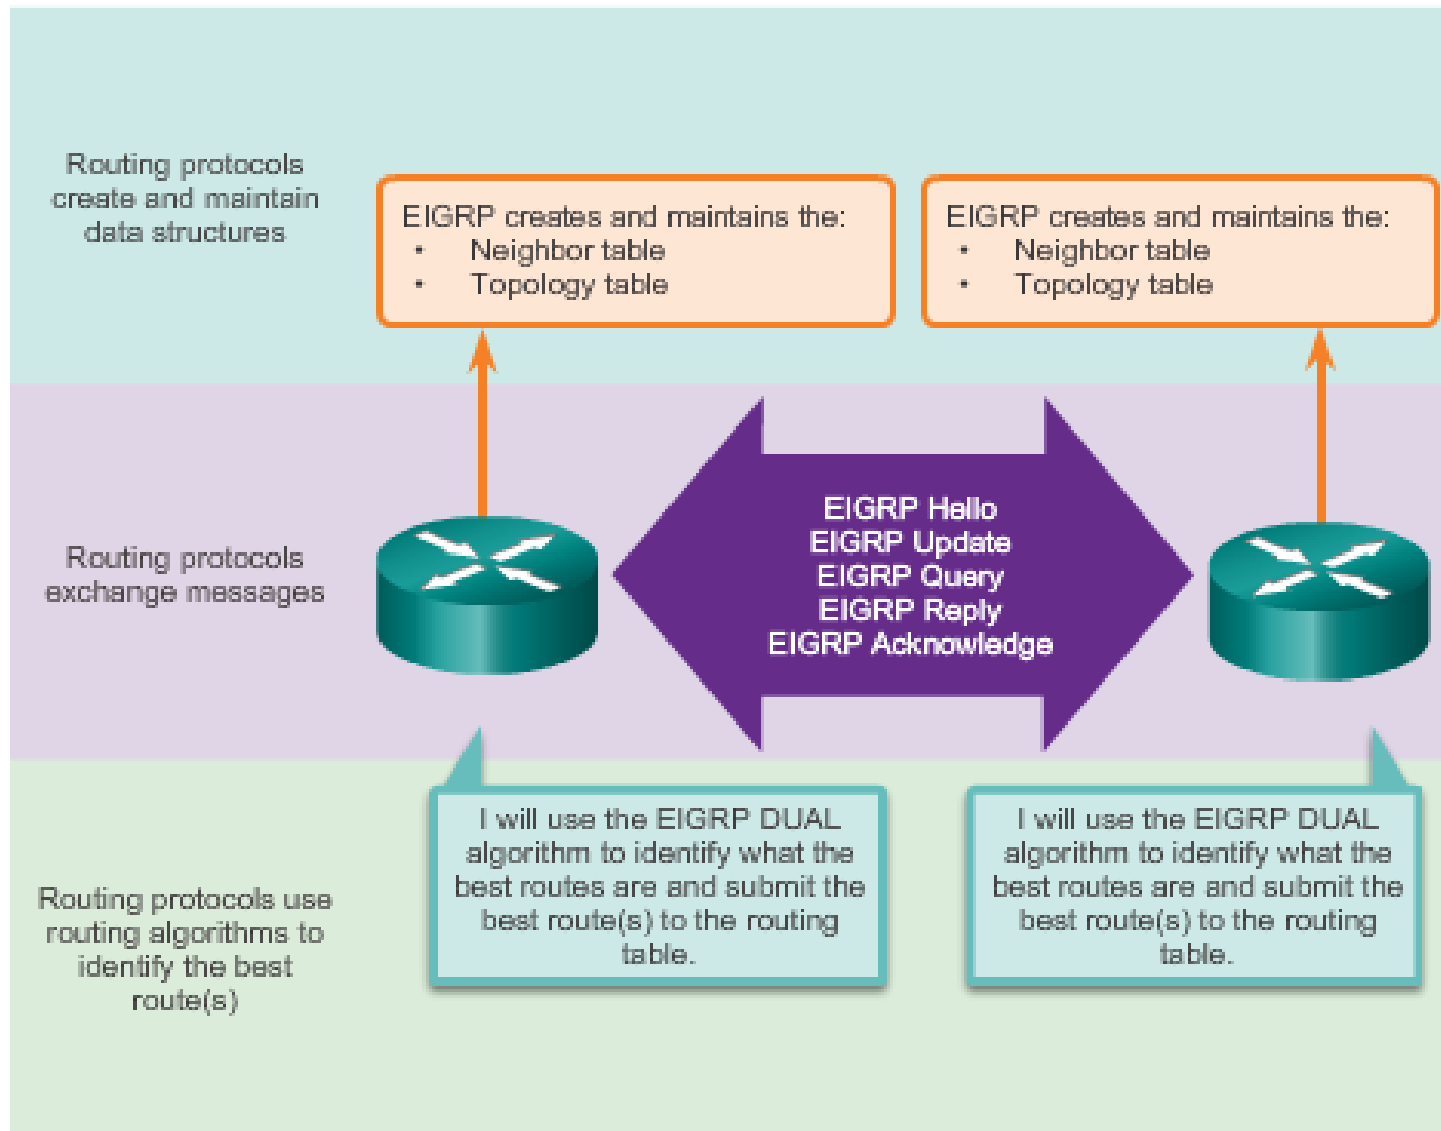 Routing protocols
create and maintain
data structures
EIGRP creates and maintains the:
• Neighbor table
• Topology table
EIGRP creates and maintains the:
• Neighbor table
• Topology table
Routing protocols
exchange messages
EIGRP Hello
EIGRP Update
EIGRP Query
EIGRP Reply
EIGRP Acknowledge
Routing protocols use
routing algorithms to
identify the best
route(s)
I will use the EIGRP DUAL
algorithm to identify what the
best routes are and submit the
best route(s) to the routing
table.
I will use the EIGRP DUAL
algorithm to identify what the
best routes are and submit the
best route(s) to the routing
table.